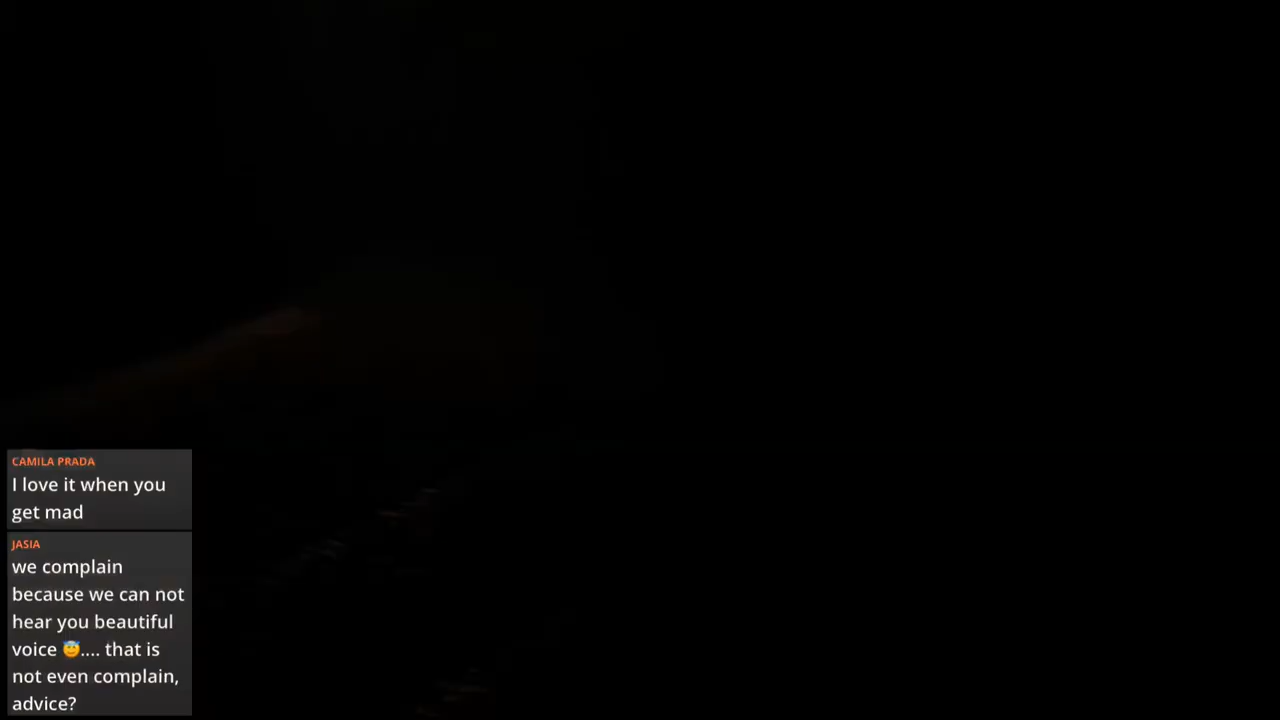 CAMILA PRADA
I love it when you
get mad
JASIA
we complain
because we can not
hear you beautiful
voice 😇.... that is
not even complain,
advice?